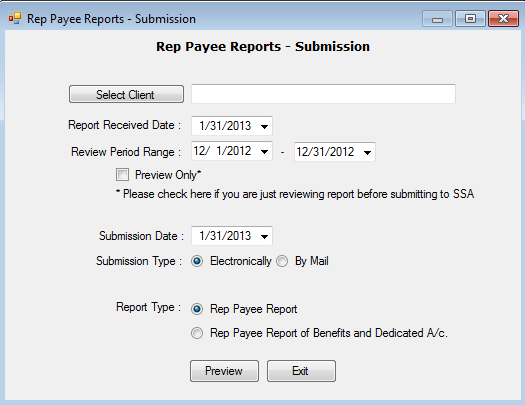 Rep Payee Reports - Submission
Rep Payee Reports - Submission
Select Client
Report Received Date : 1/31/2013
Review Period Range : 12/ 1/2012 - 12/31/2012
Preview Only*
* Please check here if you are just reviewing report before submitting to SSA
Submission Date : 1/31/2013
Submission Type : Electronically By Mail
Report Type : Rep Payee Report
Rep Payee Report of Benefits and Dedicated A/c.
Preview Exit